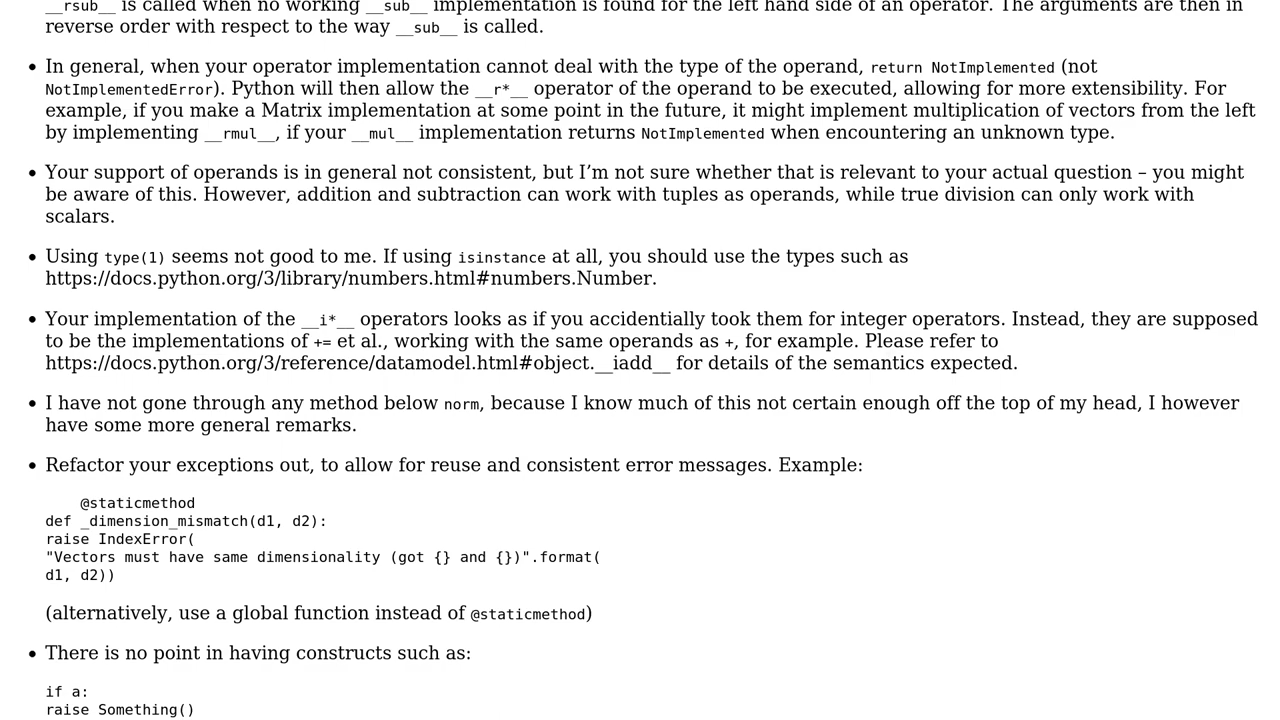 __rsub__ is called when no working __sub__ implementation is found for the left hand side of an operator. The arguments are then in
reverse order with respect to the way __sub__ is called.
• In general, when your operator implementation cannot deal with the type of the operand, return NotImplemented (not
NotImplementedError). Python will then allow the __r*__ operator of the operand to be executed, allowing for more extensibility. For
example, if you make a Matrix implementation at some point in the future, it might implement multiplication of vectors from the left
by implementing __rmul__, if your __mul__ implementation returns NotImplemented when encountering an unknown type.
• Your support of operands is in general not consistent, but I’m not sure whether that is relevant to your actual question – you might
be aware of this. However, addition and subtraction can work with tuples as operands, while true division can only work with
scalars.
• Using type(1) seems not good to me. If using isinstance at all, you should use the types such as
https://docs.python.org/3/library/numbers.html#numbers.Number.
• Your implementation of the __i*__ operators looks as if you accidentially took them for integer operators. Instead, they are supposed
to be the implementations of += et al., working with the same operands as +, for example. Please refer to
https://docs.python.org/3/reference/datamodel.html#object.__iadd__ for details of the semantics expected.
• I have not gone through any method below norm, because I know much of this not certain enough off the top of my head, I however
have some more general remarks.
• Refactor your exceptions out, to allow for reuse and consistent error messages. Example:
@staticmethod
def _dimension_mismatch(d1, d2):
raise IndexError(
"Vectors must have same dimensionality (got {} and {})".format(
d1, d2))
(alternatively, use a global function instead of @staticmethod)
• There is no point in having constructs such as:
if a:
raise Something()